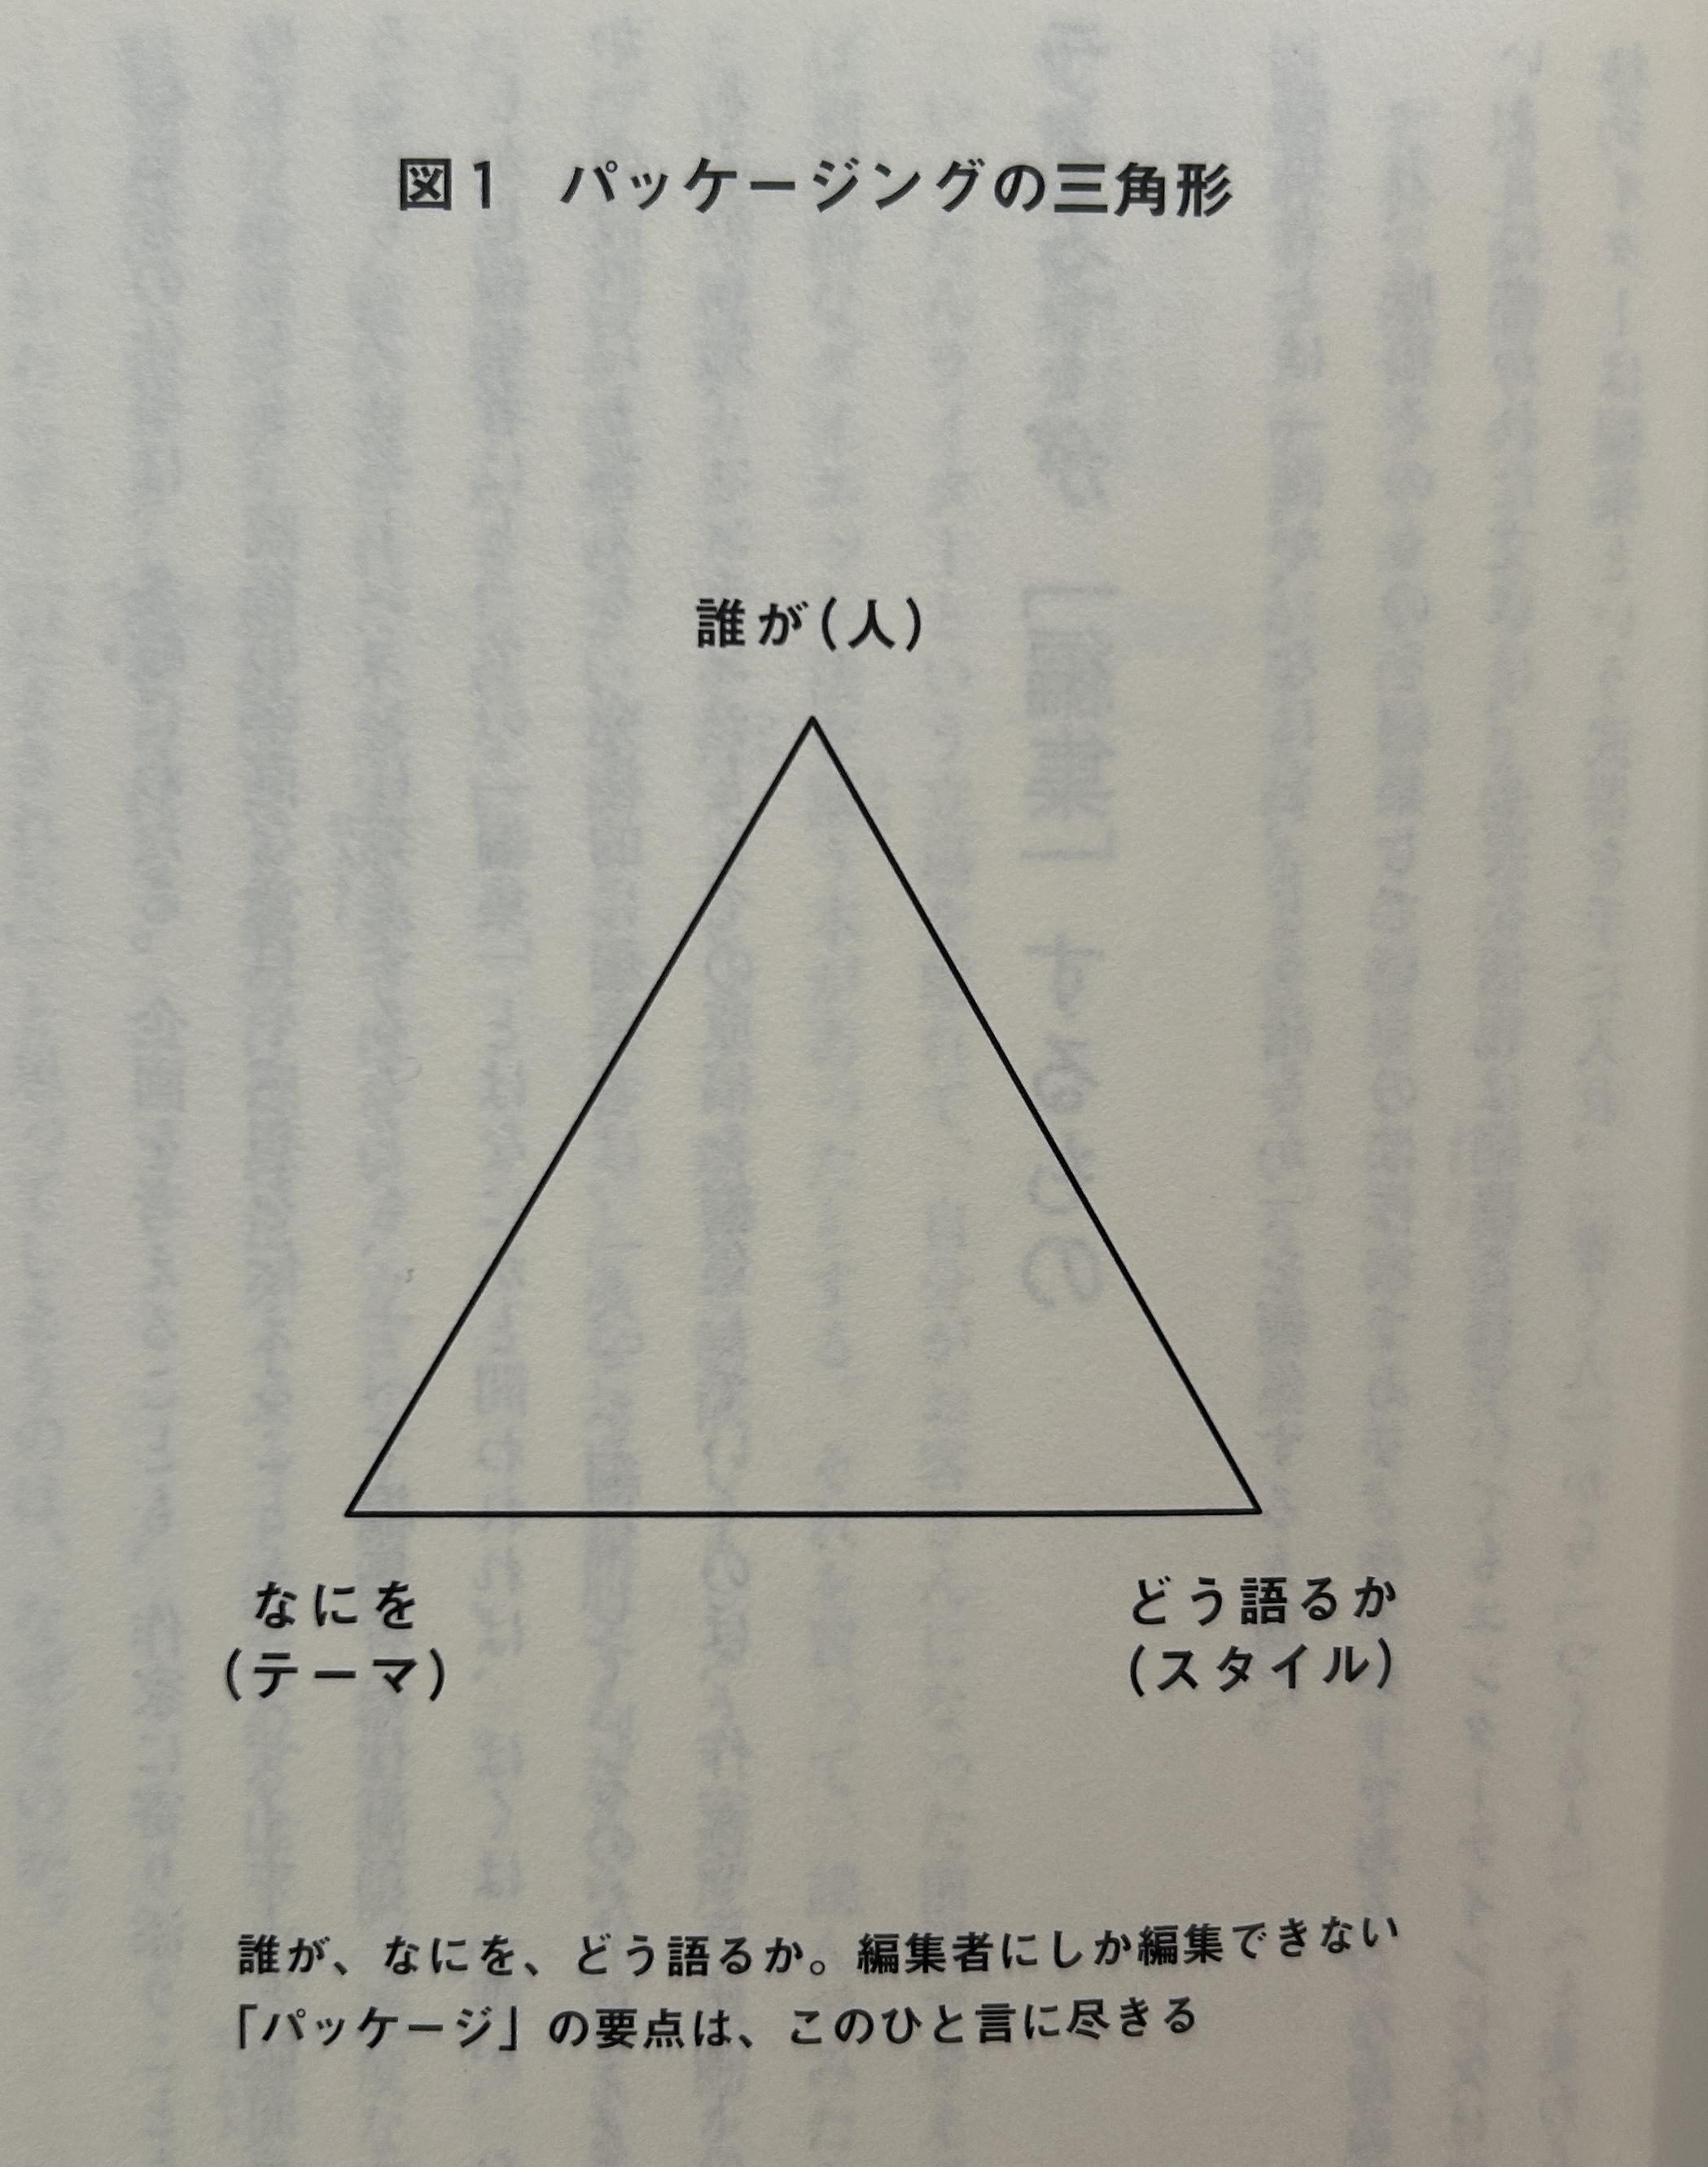 図1　パッケージングの三角形
誰が(人)
なにを
(テーマ)
どう語るか
(スタイル)
誰が、なにを、どう語るか。編集者にしか編集できない
「パッケージ」の要点は、このひと言に尽きる